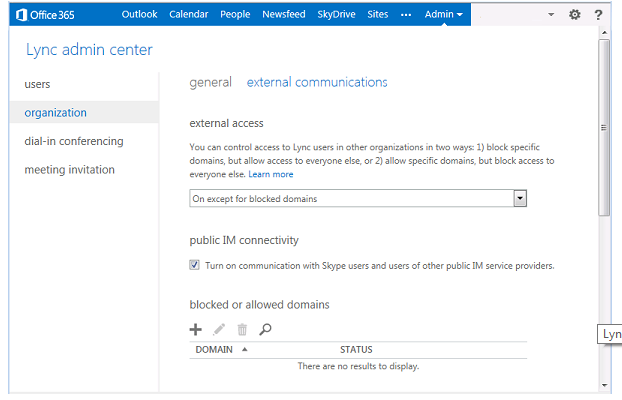 Office 365 Outlook Calendar People Newsfeed SkyDrive Sites ••• Admin ?
Lync admin center
users
organization
dial-in conferencing
meeting invitation
general external communications
external access
You can control access to Lync users in other organizations in two ways: 1) block specific
domains, but allow access to everyone else, or 2) allow specific domains, but block access to
everyone else. Learn more
On except for blocked domains
public IM connectivity
Turn on communication with Skype users and users of other public IM service providers.
blocked or allowed domains
DOMAIN STATUS
There are no results to display.
Lyn